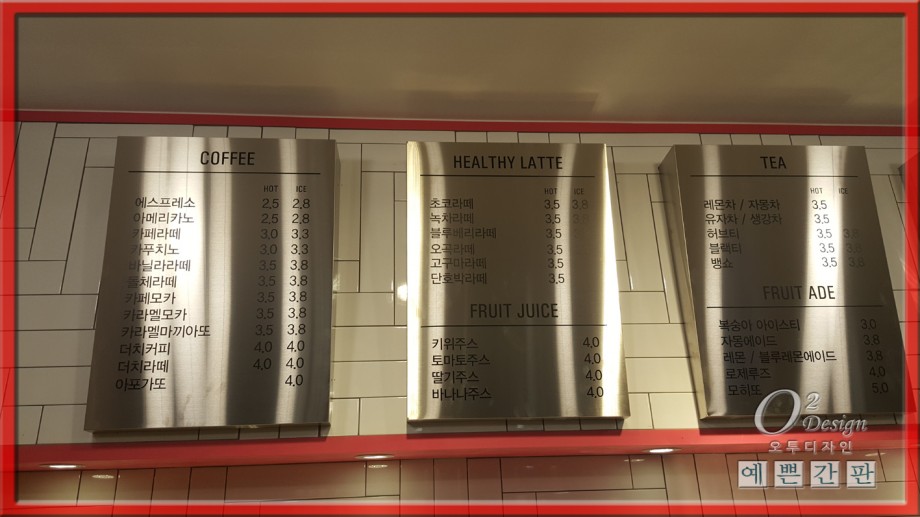 COFFEE
HOT ICE
에스프레소 2,5 2,8
아메리카노 2,5 2,8
카페라떼 3,0 3,3
카푸치노 3,0 3,3
바닐라라떼 3,5 3,8
돌체라떼 3,5 3,8
카페모카 3,5 3,8
카라멜모카 3,5 3,8
카라멜마끼아또 3,5 3,8
더치커피 4,0 4,0
더치라떼 4,0 4,0
아포가또 4,0
HEALTHY LATTE
HOT ICE
초코라떼 3,5 3,8
녹차라떼 3,5 3,8
블루베리라떼 3,5
오곡라떼 3,5
고구마라떼 3,5
단호박라떼 3,5
FRUIT JUICE
키위주스 4,0
토마토주스 4,0
딸기주스 4,0
바나나주스 4,0
TEA
HOT ICE
레몬차 / 자몽차 3,5
유자차 / 생강차 3,5
허브티 3,5
블랙티 3,5
뱅쇼 3,5
FRUIT ADE
복숭아 아이스티 3,0
자몽에이드 3,8
레몬 / 블루레몬에이드 3,8
로제루즈 4,0
모히또 5,0
O2 Design
오투디자인
예쁜간판